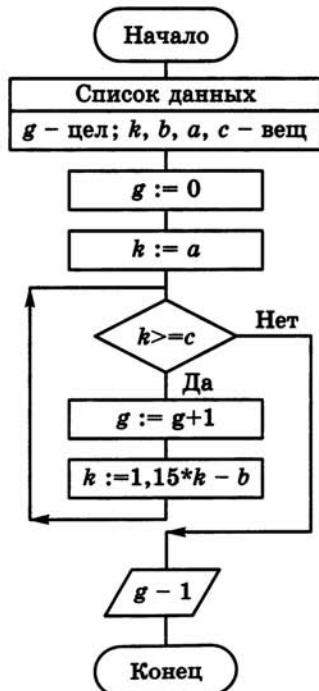 Начало
Список данных
g – цел; k, b, a, c – вещ
g := 0
k := a
k>=c
Нет
Да
g := g+1
k :=1,15*k – b
g – 1
Конец